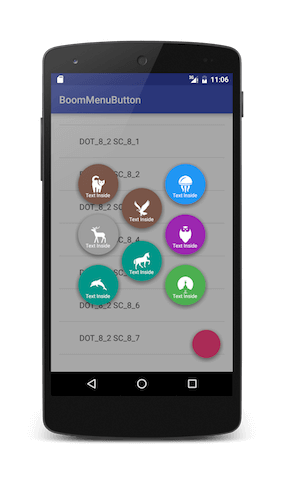 5G 11:06
BoomMenuButton
DOT_8_2 SC_8_1
DOT_8_2 SC_8_2
Text Inside
Text Inside
DOT_8_2
Text Inside
Text Inside
SC_8_4
Text Inside
DOT_8_2
Text Inside
Text Inside
Text Inside
DOT_8_2 SC_8_6
DOT_8_2 SC_8_7